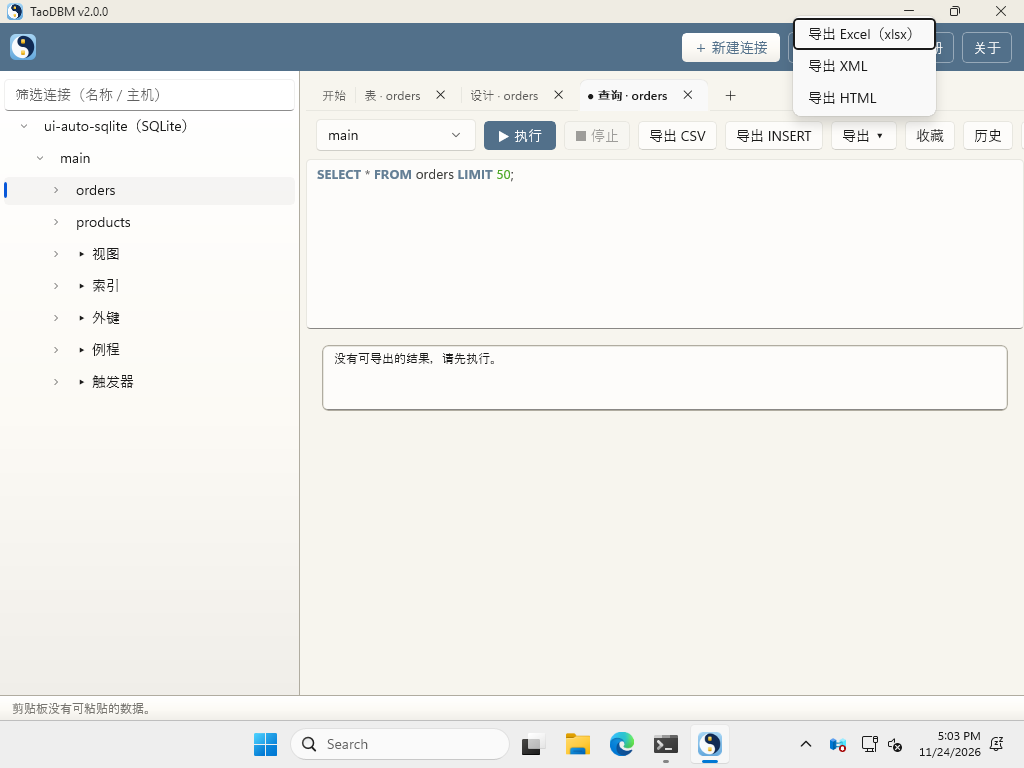 TaoDBM v2.0.0
+ 新建连接
册
关于
导出 Excel（xlsx）
导出 XML
导出 HTML
筛选连接（名称 / 主机）
ui-auto-sqlite（SQLite）
main
orders
products
视图
索引
外键
例程
触发器
开始
表 · orders
设计 · orders
● 查询 · orders
main
执行
停止
导出 CSV
导出 INSERT
导出
收藏
历史
SELECT * FROM orders LIMIT 50;
没有可导出的结果，请先执行。
剪贴板没有可粘贴的数据。
Search
5:03 PM
11/24/2026